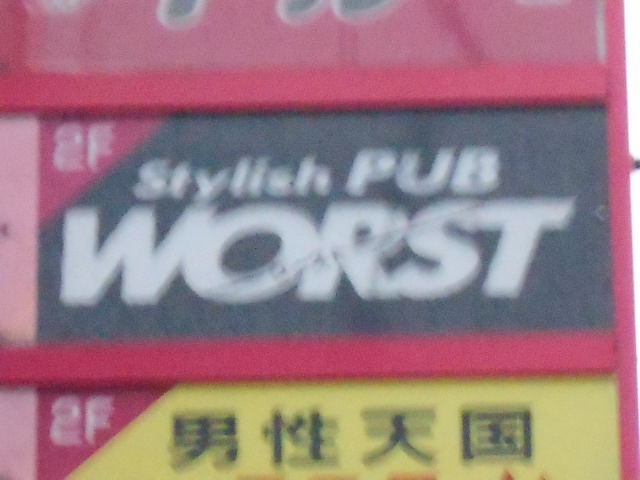 2F
Stylish PUB
WORST
2F
男性天国